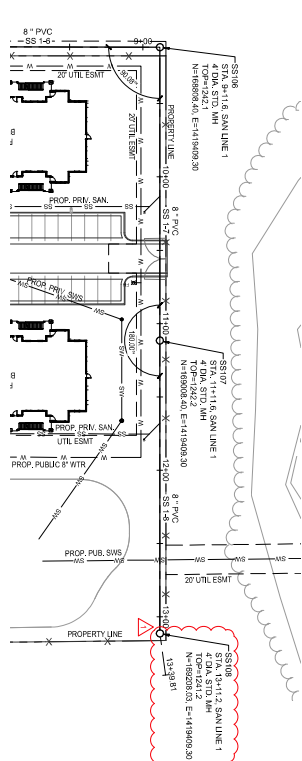 8 " PVC
SS 1-6
9+00
20' UTIL ESMT
90.00°
SS106
STA. 9+11.6, SAN LINE 1
4' DIA. STD. MH
TOP=1242.1
N=168808.40, E=1419409.30
PROPERTY LINE
20' UTIL ESMT
10+00
PROP. PRIV. SAN.
8 " PVC
SS 1-7
PROP. PRIV. SWS
11+00
180.00°
SS107
STA. 11+11.6, SAN LINE 1
4' DIA. STD. MH
TOP=1242.2
N=169008.40, E=1419409.30
PROP. PRIV. SAN.
UTIL ESMT
PROP. PUBLIC 8" WTR
12+00
8 " PVC
SS 1-8
PROP. PUB. SWS
20' UTIL ESMT
13+00
PROPERTY LINE
1
13+39.81
SS108
STA. 13+11.2, SAN LINE 1
4' DIA. STD. MH
TOP=1241.2
N=169208.03, E=1419409.30